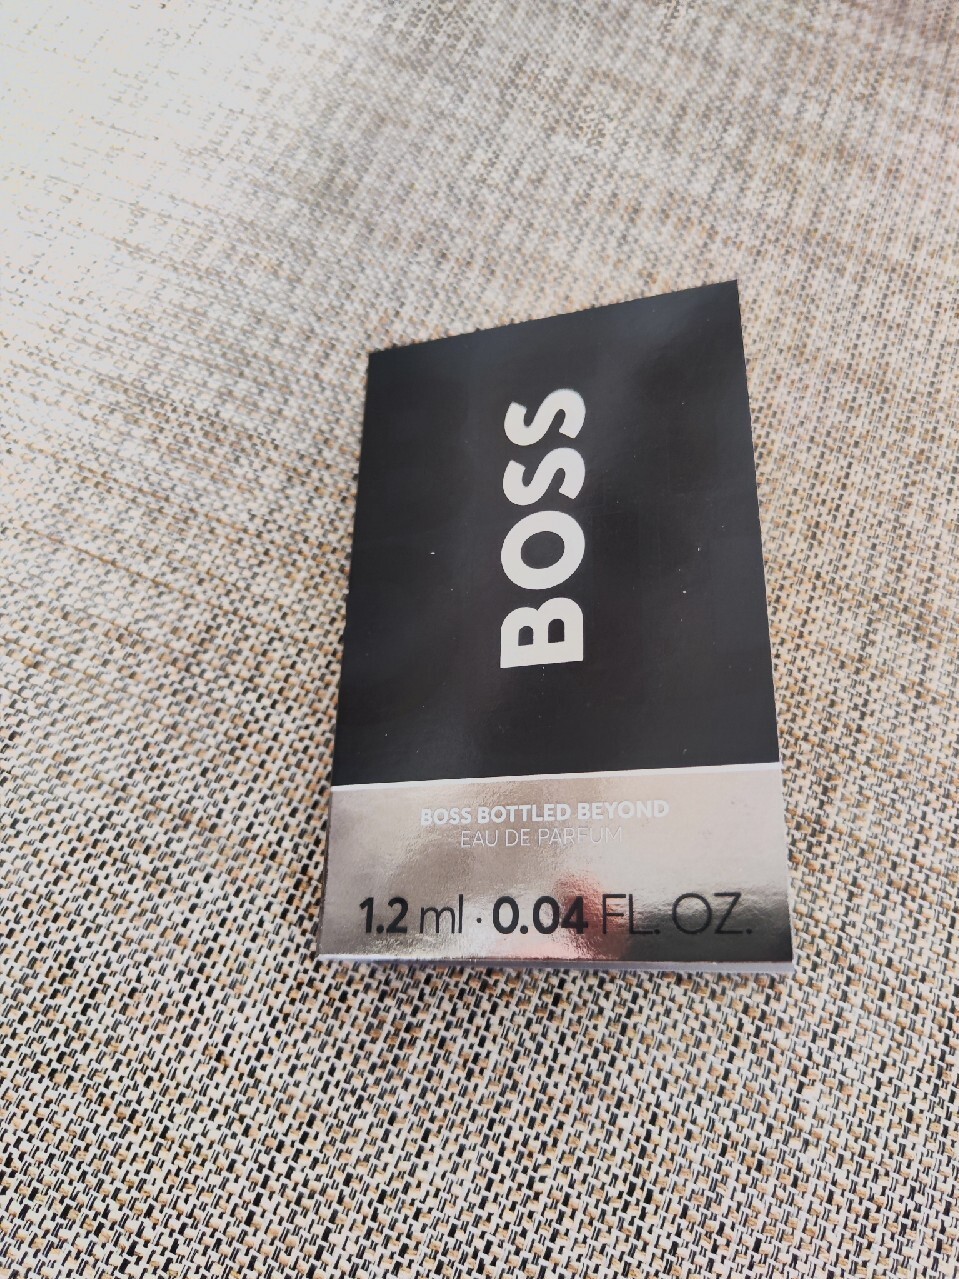 BOSS
BOSS BOTTLED BEYOND
EAU DE PARFUM
1.2 ml · 0.04 FL. OZ.